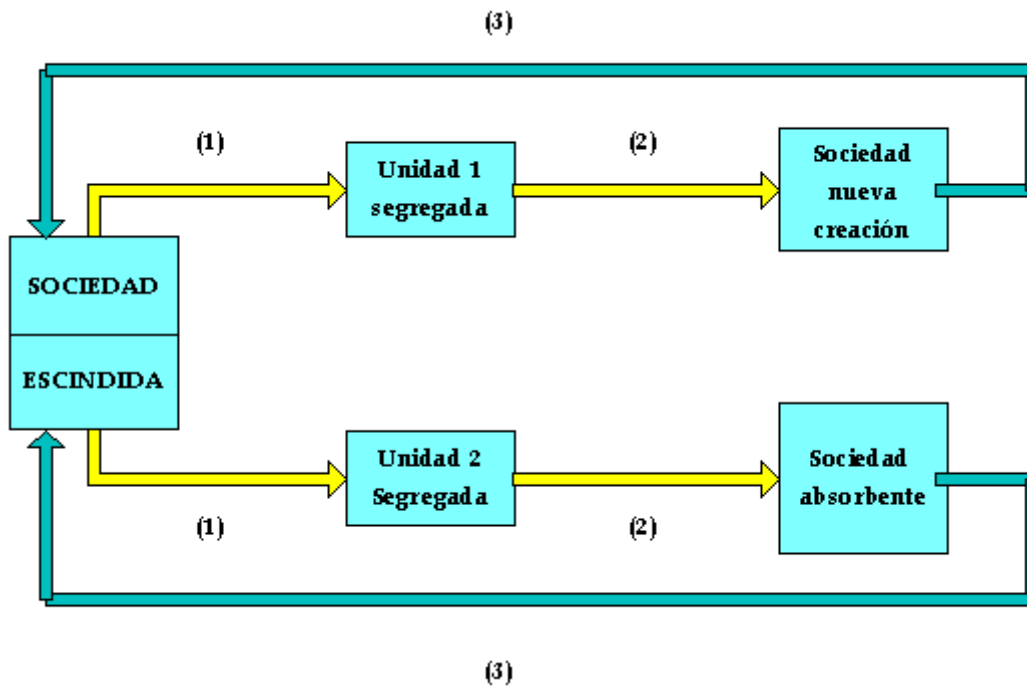 (3)
(1)
(2)
Unidad 1
segregada
Sociedad
nueva
creación
SOCIEDAD
ESCINDIDA
Unidad 2
Segregada
Sociedad
absorbente
(1)
(2)
(3)